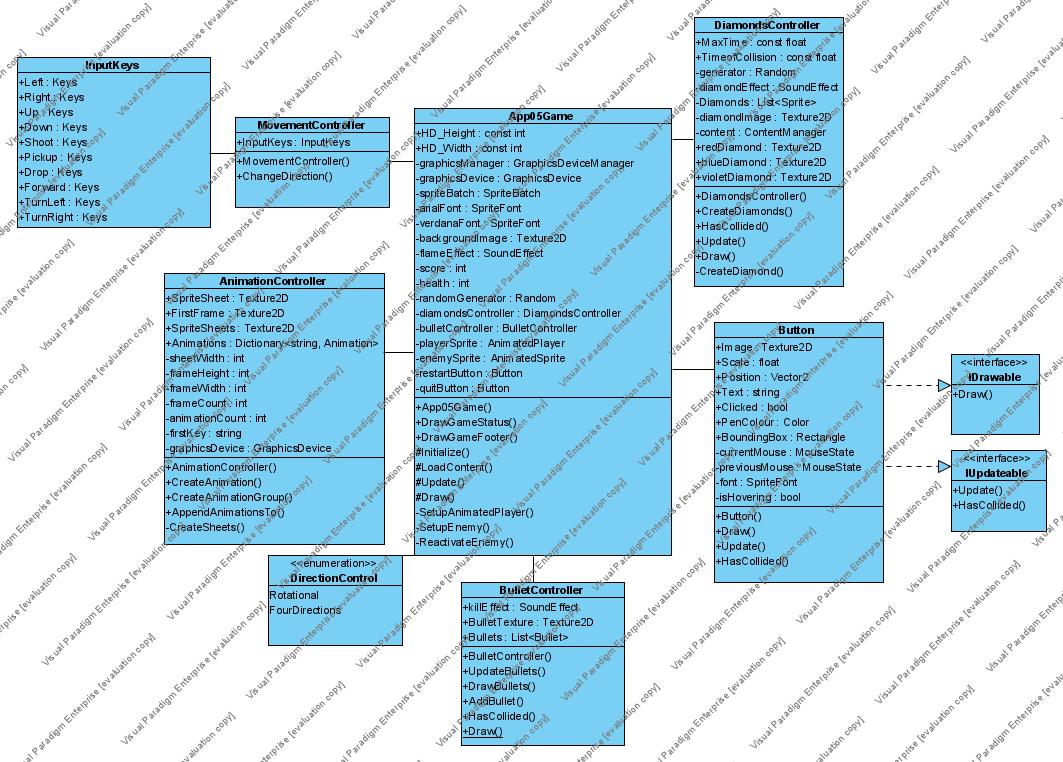 InputKeys
+Left : Keys
+Right : Keys
+Up : Keys
+Down : Keys
+Shoot : Keys
+Pickup : Keys
+Drop : Keys
+Forward : Keys
+TurnLeft : Keys
+TurnRight : Keys
MovementController
+InputKeys : InputKeys
+MovementController()
+ChangeDirection()
App05Game
+HD_Height : const int
+HD_Width : const int
-graphicsManager : GraphicsDeviceManager
-graphicsDevice : GraphicsDevice
-spriteBatch : SpriteBatch
-arialFont : SpriteFont
-verdanaFont : SpriteFont
-backgroundImage : Texture2D
-flameEffect : SoundEffect
-score : int
-health : int
-randomGenerator : Random
-diamondsController : DiamondsController
-bulletController : BulletController
-playerSprite : AnimatedPlayer
-enemySprite : AnimatedSprite
-restartButton : Button
-quitButton : Button
+App05Game()
+DrawGameStatus()
+DrawGameFooter()
#Initialize()
#LoadContent()
#Update()
#Draw()
-SetupAnimatedPlayer()
-SetupEnemy()
-ReactivateEnemy()
DiamondsController
+MaxTime : const float
+TimeofCollision : const float
-generator : Random
-diamondEffect : SoundEffect
-Diamonds : List<Sprite>
-diamondImage : Texture2D
-content : ContentManager
+redDiamond : Texture2D
+blueDiamond : Texture2D
+violetDiamond : Texture2D
+DiamondsController()
+CreateDiamonds()
+HasCollided()
+Update()
+Draw()
-CreateDiamond()
AnimationController
+SpriteSheet : Texture2D
+FirstFrame : Texture2D
+SpriteSheets : Texture2D
+Animations : Dictionary<string, Animation>
-sheetWidth : int
-frameHeight : int
-frameWidth : int
-frameCount : int
-animationCount : int
-firstKey : string
-graphicsDevice : GraphicsDevice
+AnimationController()
+CreateAnimation()
+CreateAnimationGroup()
+AppendAnimationsTo()
-CreateSheets()
Button
+Image : Texture2D
+Scale : float
+Position : Vector2
+Text : string
+Clicked : bool
+PenColour : Color
+BoundingBox : Rectangle
-currentMouse : MouseState
-previousMouse : MouseState
-font : SpriteFont
-isHovering : bool
+Button()
+Draw()
+Update()
+HasCollided()
<<interface>>
IDrawable
+Draw()
<<interface>>
IUpdateable
+Update()
+HasCollided()
<<enumeration>>
DirectionControl
Rotational
FourDirections
BulletController
+killEffect : SoundEffect
+BulletTexture : Texture2D
+Bullets : List<Bullet>
+BulletController()
+UpdateBullets()
+DrawBullets()
+AddBullet()
+HasCollided()
+Draw()
Visual Paradigm Enterprise [evaluation copy]